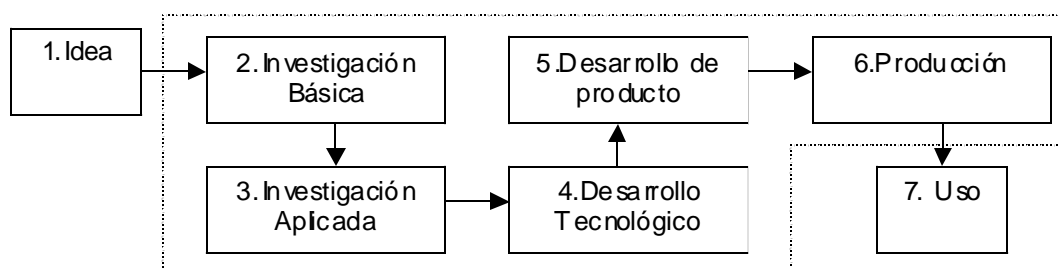 1. Idea
2. Investigación
Básica
3. Investigación
Aplicada
4.Desarrollo
Tecnológico
5.Desarrollo de
producto
6.Producción
7. Uso